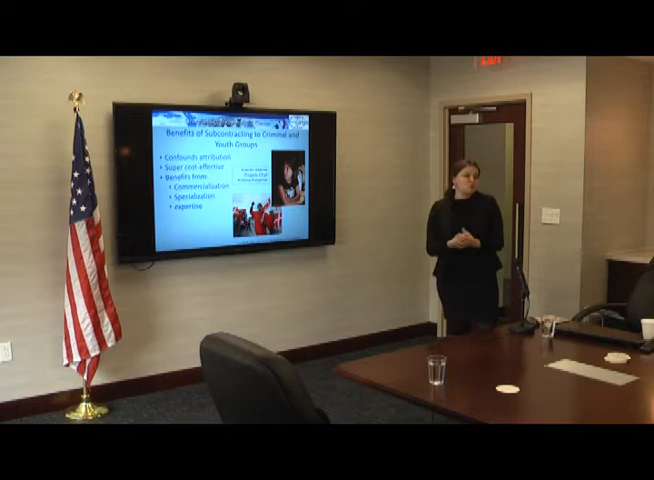 EXIT
Benefits of Subcontracting to Criminal and
Youth Groups
• Confounds attribution
• Super cost-effective
• Benefits from:
• Commercialization
• Specialization
• expertise